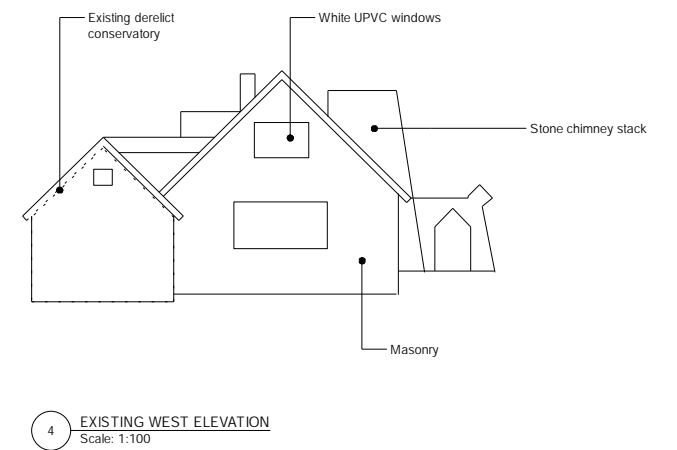 Existing derelict
conservatory
White UPVC windows
Stone chimney stack
Masonry
4
EXISTING WEST ELEVATION
Scale: 1:100